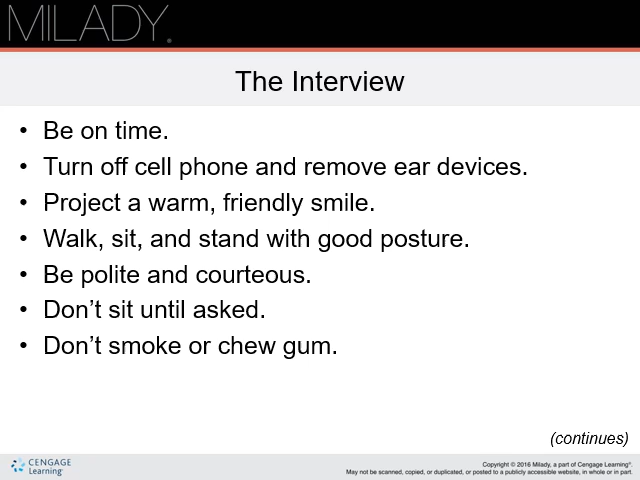 MILADY.
The Interview
• Be on time.
• Turn off cell phone and remove ear devices.
• Project a warm, friendly smile.
• Walk, sit, and stand with good posture.
• Be polite and courteous.
• Don’t sit until asked.
• Don’t smoke or chew gum.
(continues)
CENGAGE
Learning®
Copyright © 2016 Milady, a part of Cengage Learning®.
May not be scanned, copied, or duplicated, or posted to a publicly accessible website, in whole or in part.